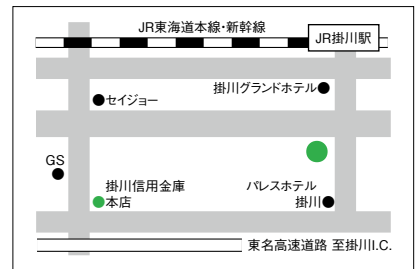 JR東海道本線・新幹線
JR掛川駅
掛川グランドホテル
セイジョー
GS
掛川信用金庫
本店
パレスホテル
掛川
東名高速道路 至掛川I.C.